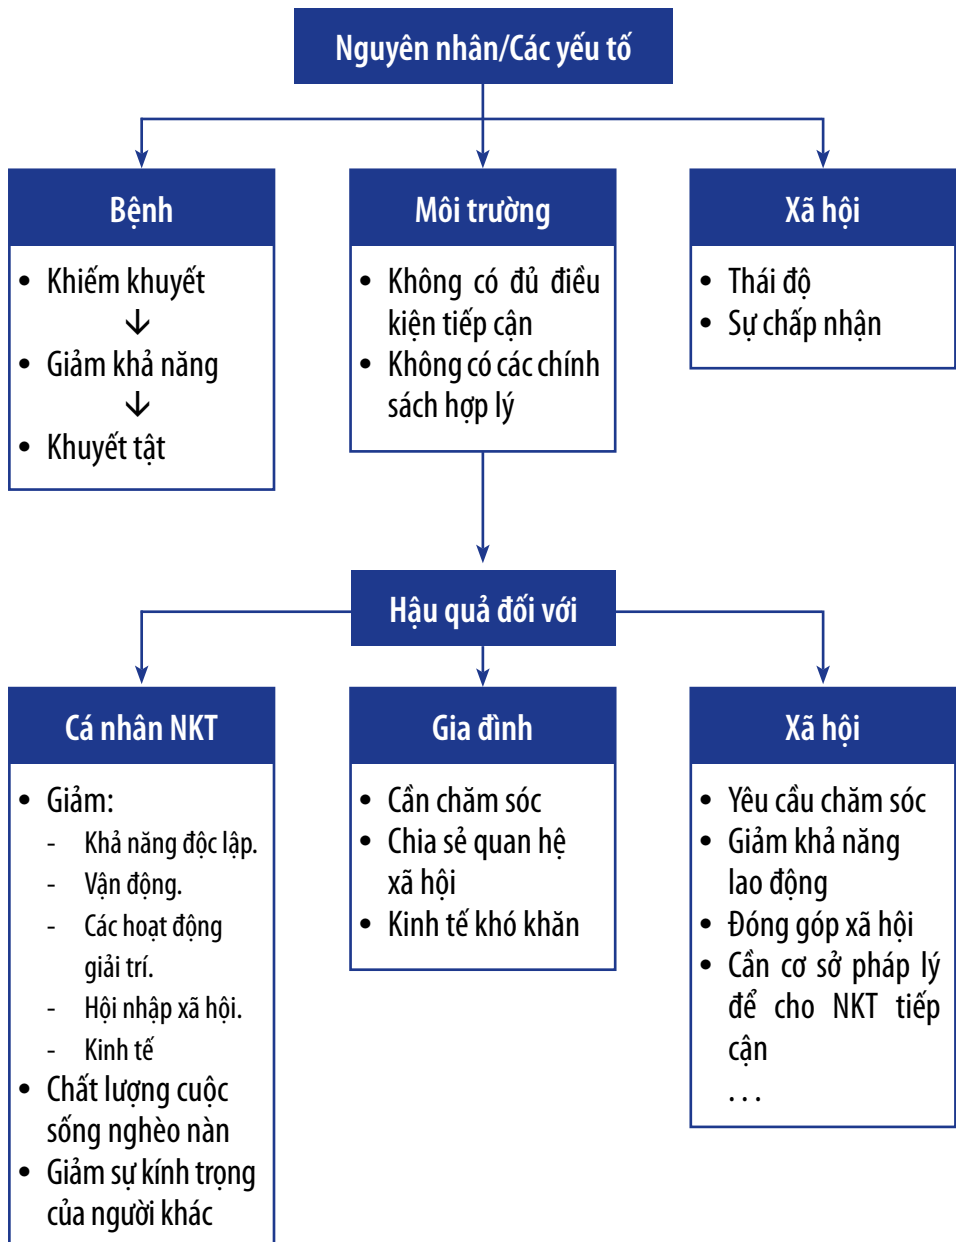 Nguyên nhân/Các yếu tố
Bệnh
• Khiếm khuyết
↓
• Giảm khả năng
↓
• Khuyết tật
Môi trường
• Không có đủ điều
kiện tiếp cận
• Không có các chính
sách hợp lý
Xã hội
• Thái độ
• Sự chấp nhận
Hậu quả đối với
Cá nhân NKT
• Giảm:
- Khả năng độc lập.
- Vận động.
- Các hoạt động
giải trí.
- Hội nhập xã hội.
- Kinh tế
• Chất lượng cuộc
sống nghèo nàn
• Giảm sự kính trọng
của người khác
Gia đình
• Cần chăm sóc
• Chia sẻ quan hệ
xã hội
• Kinh tế khó khăn
Xã hội
• Yêu cầu chăm sóc
• Giảm khả năng
lao động
• Đóng góp xã hội
• Cần cơ sở pháp lý
để cho NKT tiếp
cận
. . .